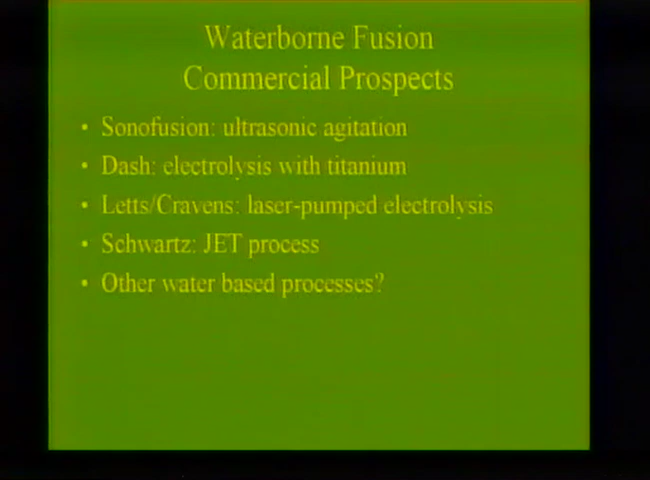 Waterborne Fusion
Commercial Prospects
• Sonofusion: ultrasonic agitation
• Dash: electrolysis with titanium
• Letts/Cravens: laser-pumped electrolysis
• Schwartz: JET process
• Other water based processes?